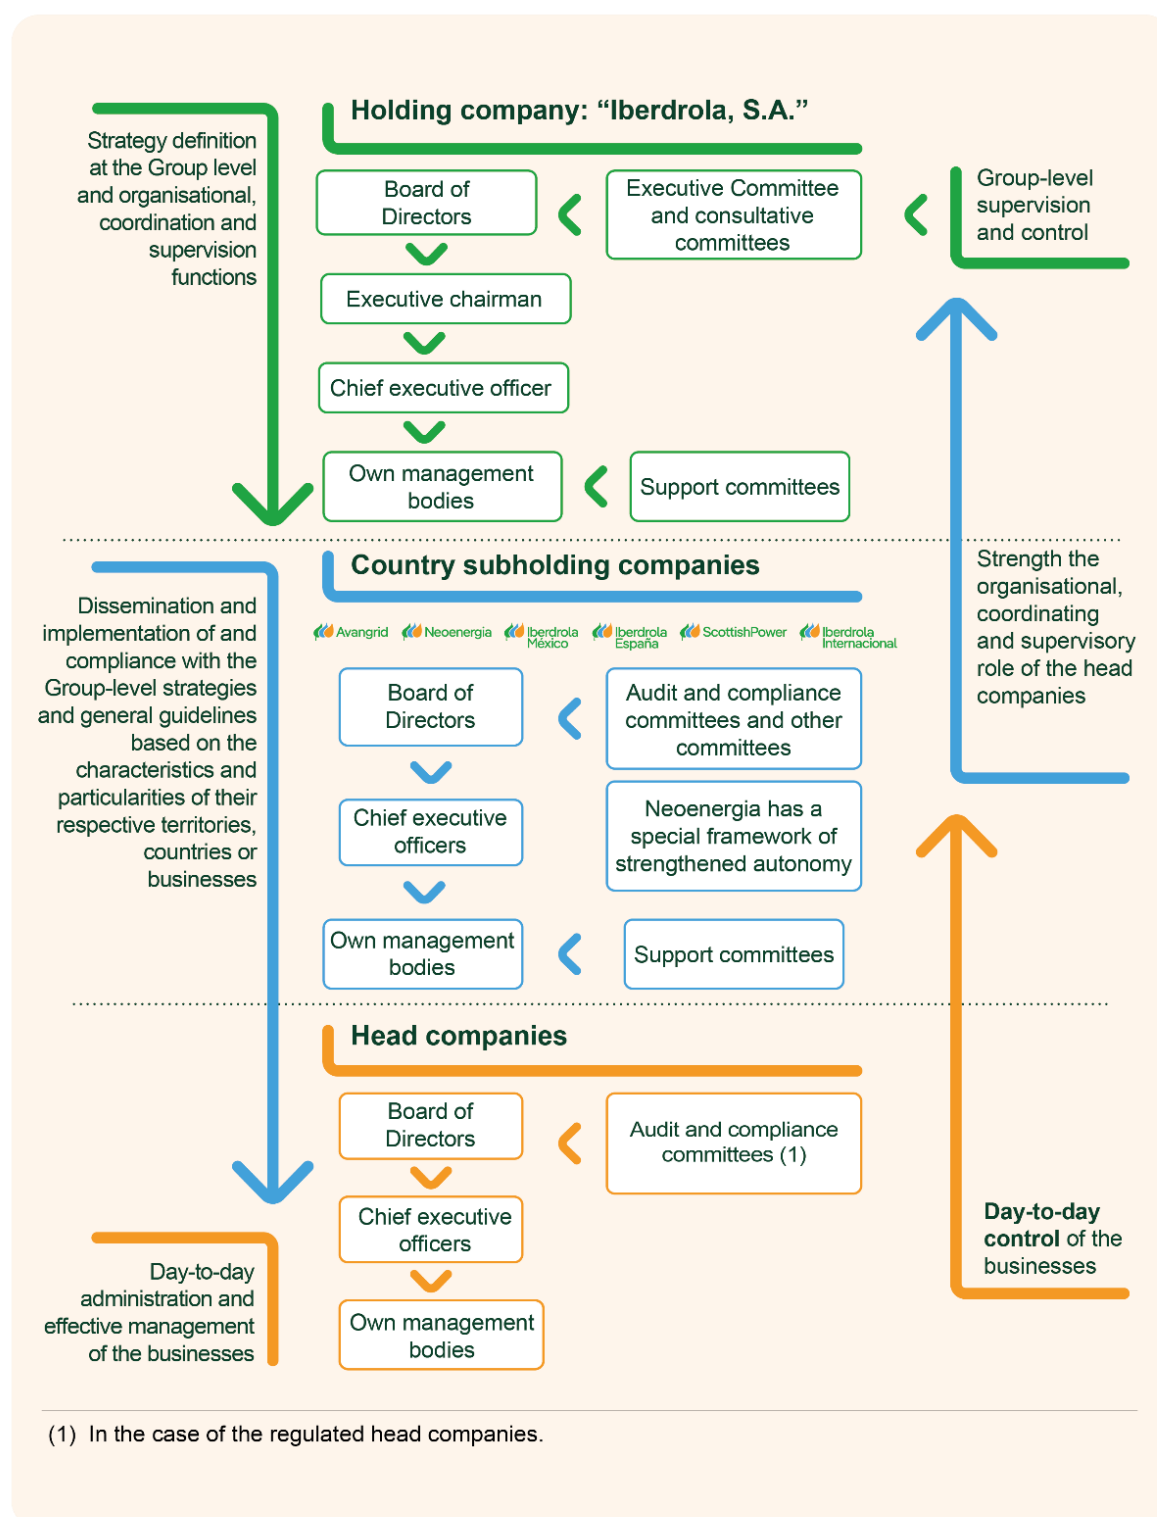 Holding company: “Iberdrola, S.A.”
Strategy definition
at the Group level
and organisational,
coordination and
supervision
functions
Board of
Directors
Executive Committee
and consultative
committees
Group-level
supervision
and control
Executive chairman
Chief executive officer
Own management
bodies
Support committees
Country subholding companies
Dissemination and
implementation of and
compliance with the
Group-level strategies
and general guidelines
based on the
characteristics and
particularities of their
respective territories,
countries or
businesses
Avangrid
Neoenergia
Iberdrola
México
Iberdrola
España
ScottishPower
Iberdrola
Internacional
Strength the
organisational,
coordinating
and supervisory
role of the head
companies
Board of
Directors
Audit and compliance
committees and other
committees
Chief executive
officers
Neoenergia has a
special framework of
strengthened autonomy
Own management
bodies
Support committees
Head companies
Board of
Directors
Audit and compliance
committees (1)
Chief executive
officers
Own management
bodies
Day-to-day
administration and
effective management
of the businesses
Day-to-day
control of the
businesses
(1) In the case of the regulated head companies.